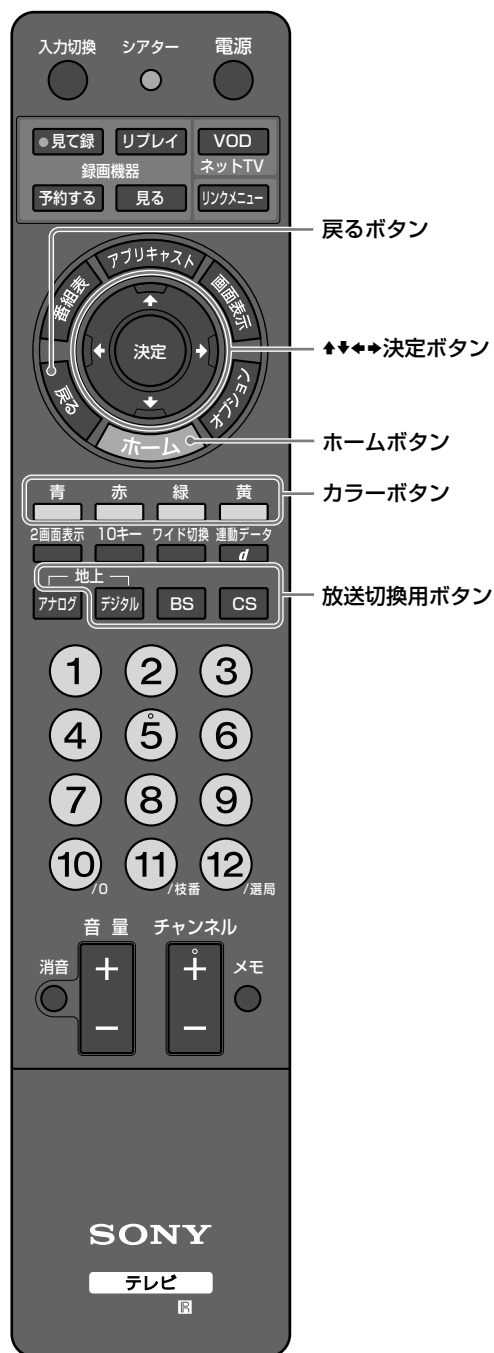 入力切換 シアター 電源
●見て録 リプレイ VOD
録画機器 ネットTV
予約する 見る リンクメニュー
戻るボタン
アプリキャスト
番組表 画面表示
決定
↑↓←→決定ボタン
戻る オプション
ホーム
ホームボタン
青 赤 緑 黄
カラーボタン
2画面表示 10キー ワイド切換 連動データ
d
地上
アナログ デジタル BS CS
放送切換用ボタン
1 2 3
4 5 6
7 8 9
10/0 11/枝番 12/選局
音量 チャンネル
消音 + + メモ
− −
SONY
テレビ
IR